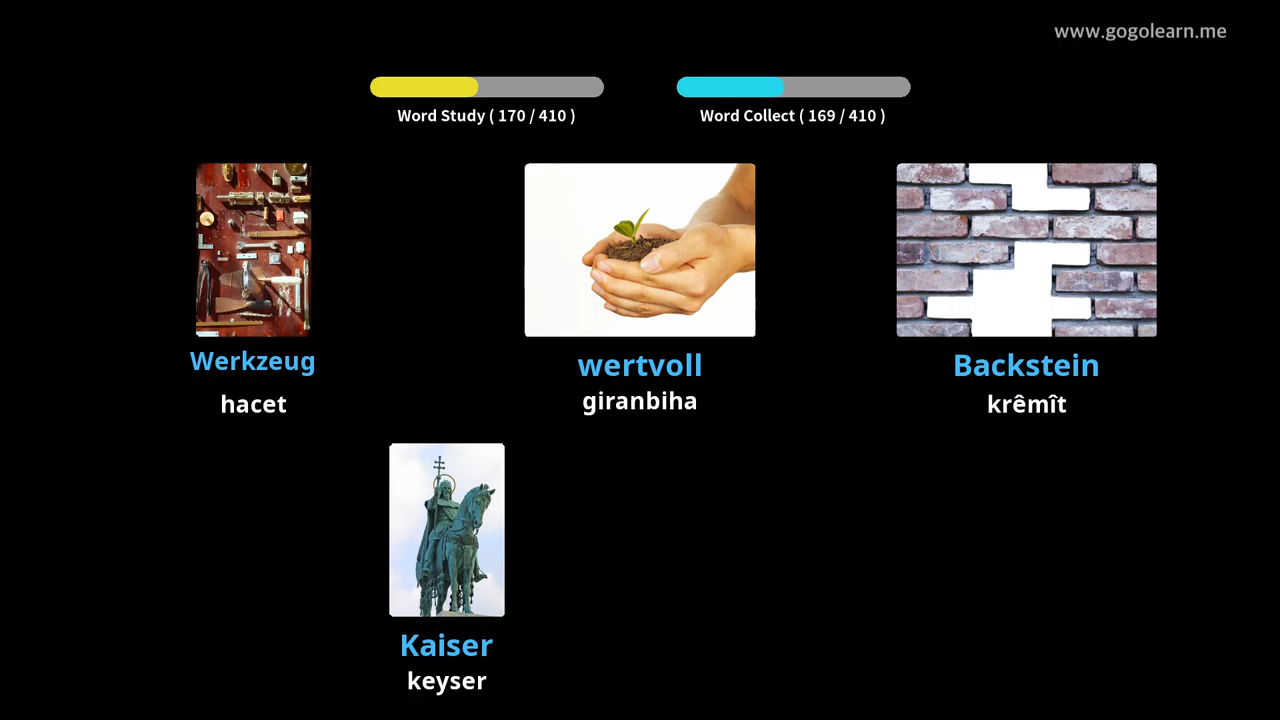 www.gogolearn.me
Word Study ( 170 / 410 )
Word Collect ( 169 / 410 )
Werkzeug
hacet
wertvoll
giranbiha
Backstein
krêmît
Kaiser
keyser